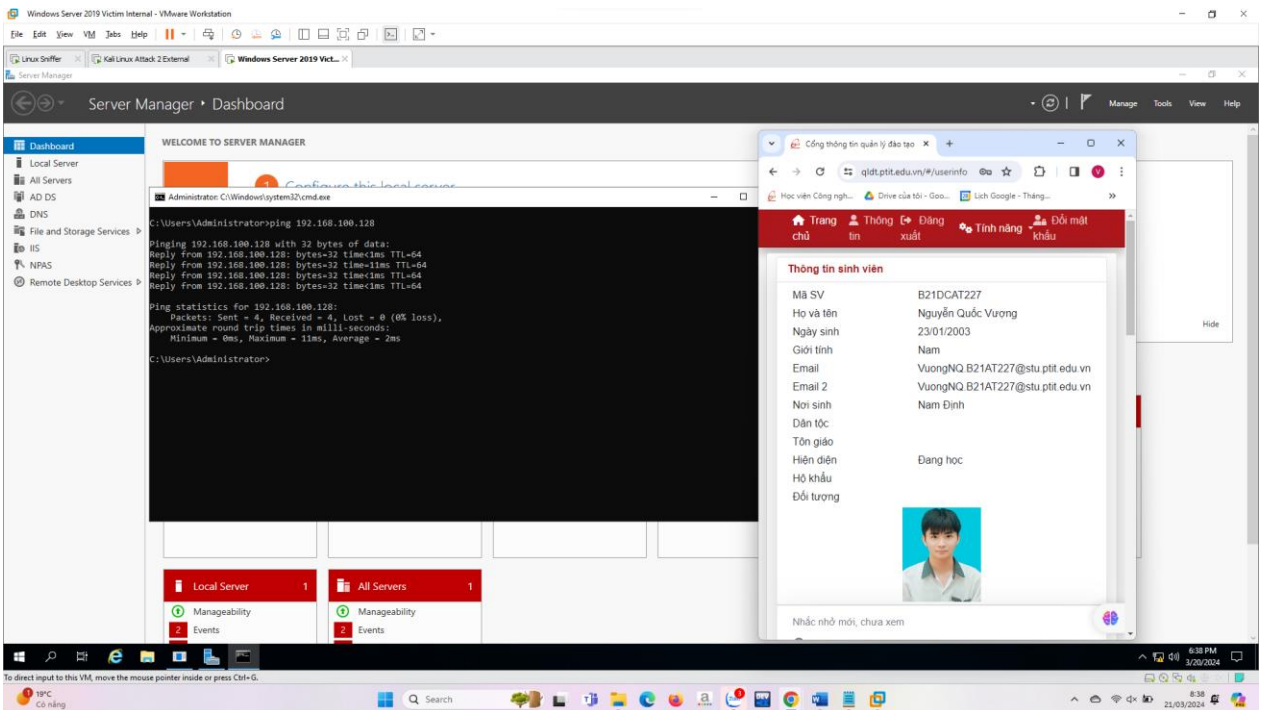 Windows Server 2019 Victim Internal - VMware Workstation
File Edit View VM Tabs Help
Linux Sniffer
Kali Linux Attack 2 External
Windows Server 2019 Vict...
Server Manager
Server Manager • Dashboard
Manage Tools View Help
Dashboard
Local Server
All Servers
AD DS
DNS
File and Storage Services
IIS
NPAS
Remote Desktop Services
WELCOME TO SERVER MANAGER
1 Configure this local server
Hide
Administrator: C:\Windows\system32\cmd.exe
C:\Users\Administrator>ping 192.168.100.128
Pinging 192.168.100.128 with 32 bytes of data:
Reply from 192.168.100.128: bytes=32 time<1ms TTL=64
Reply from 192.168.100.128: bytes=32 time=11ms TTL=64
Reply from 192.168.100.128: bytes=32 time<1ms TTL=64
Reply from 192.168.100.128: bytes=32 time<1ms TTL=64
Ping statistics for 192.168.100.128:
Packets: Sent = 4, Received = 4, Lost = 0 (0% loss),
Approximate round trip times in milli-seconds:
Minimum = 0ms, Maximum = 11ms, Average = 2ms
C:\Users\Administrator>
Cổng thông tin quản lý đào tạo
qldt.ptit.edu.vn/#/userinfo
Học viện Công ngh...
Drive của tôi - Goo...
Lịch Google - Tháng...
Trang chủ
Thông tin
Đăng xuất
Tính năng
Đổi mật khẩu
Thông tin sinh viên
Mã SV B21DCAT227
Họ và tên Nguyễn Quốc Vượng
Ngày sinh 23/01/2003
Giới tính Nam
Email VuongNQ.B21AT227@stu.ptit.edu.vn
Email 2 VuongNQ.B21AT227@stu.ptit.edu.vn
Nơi sinh Nam Định
Dân tộc
Tôn giáo
Hiện diện Đang học
Hộ khẩu
Đối tượng
Nhắc nhở mới, chưa xem
Local Server 1
Manageability
2 Events
All Servers 1
Manageability
2 Events
6:38 PM
3/20/2024
To direct input to this VM, move the mouse pointer inside or press Ctrl+G.
19°C
Có nắng
Search
8:38
21/03/2024